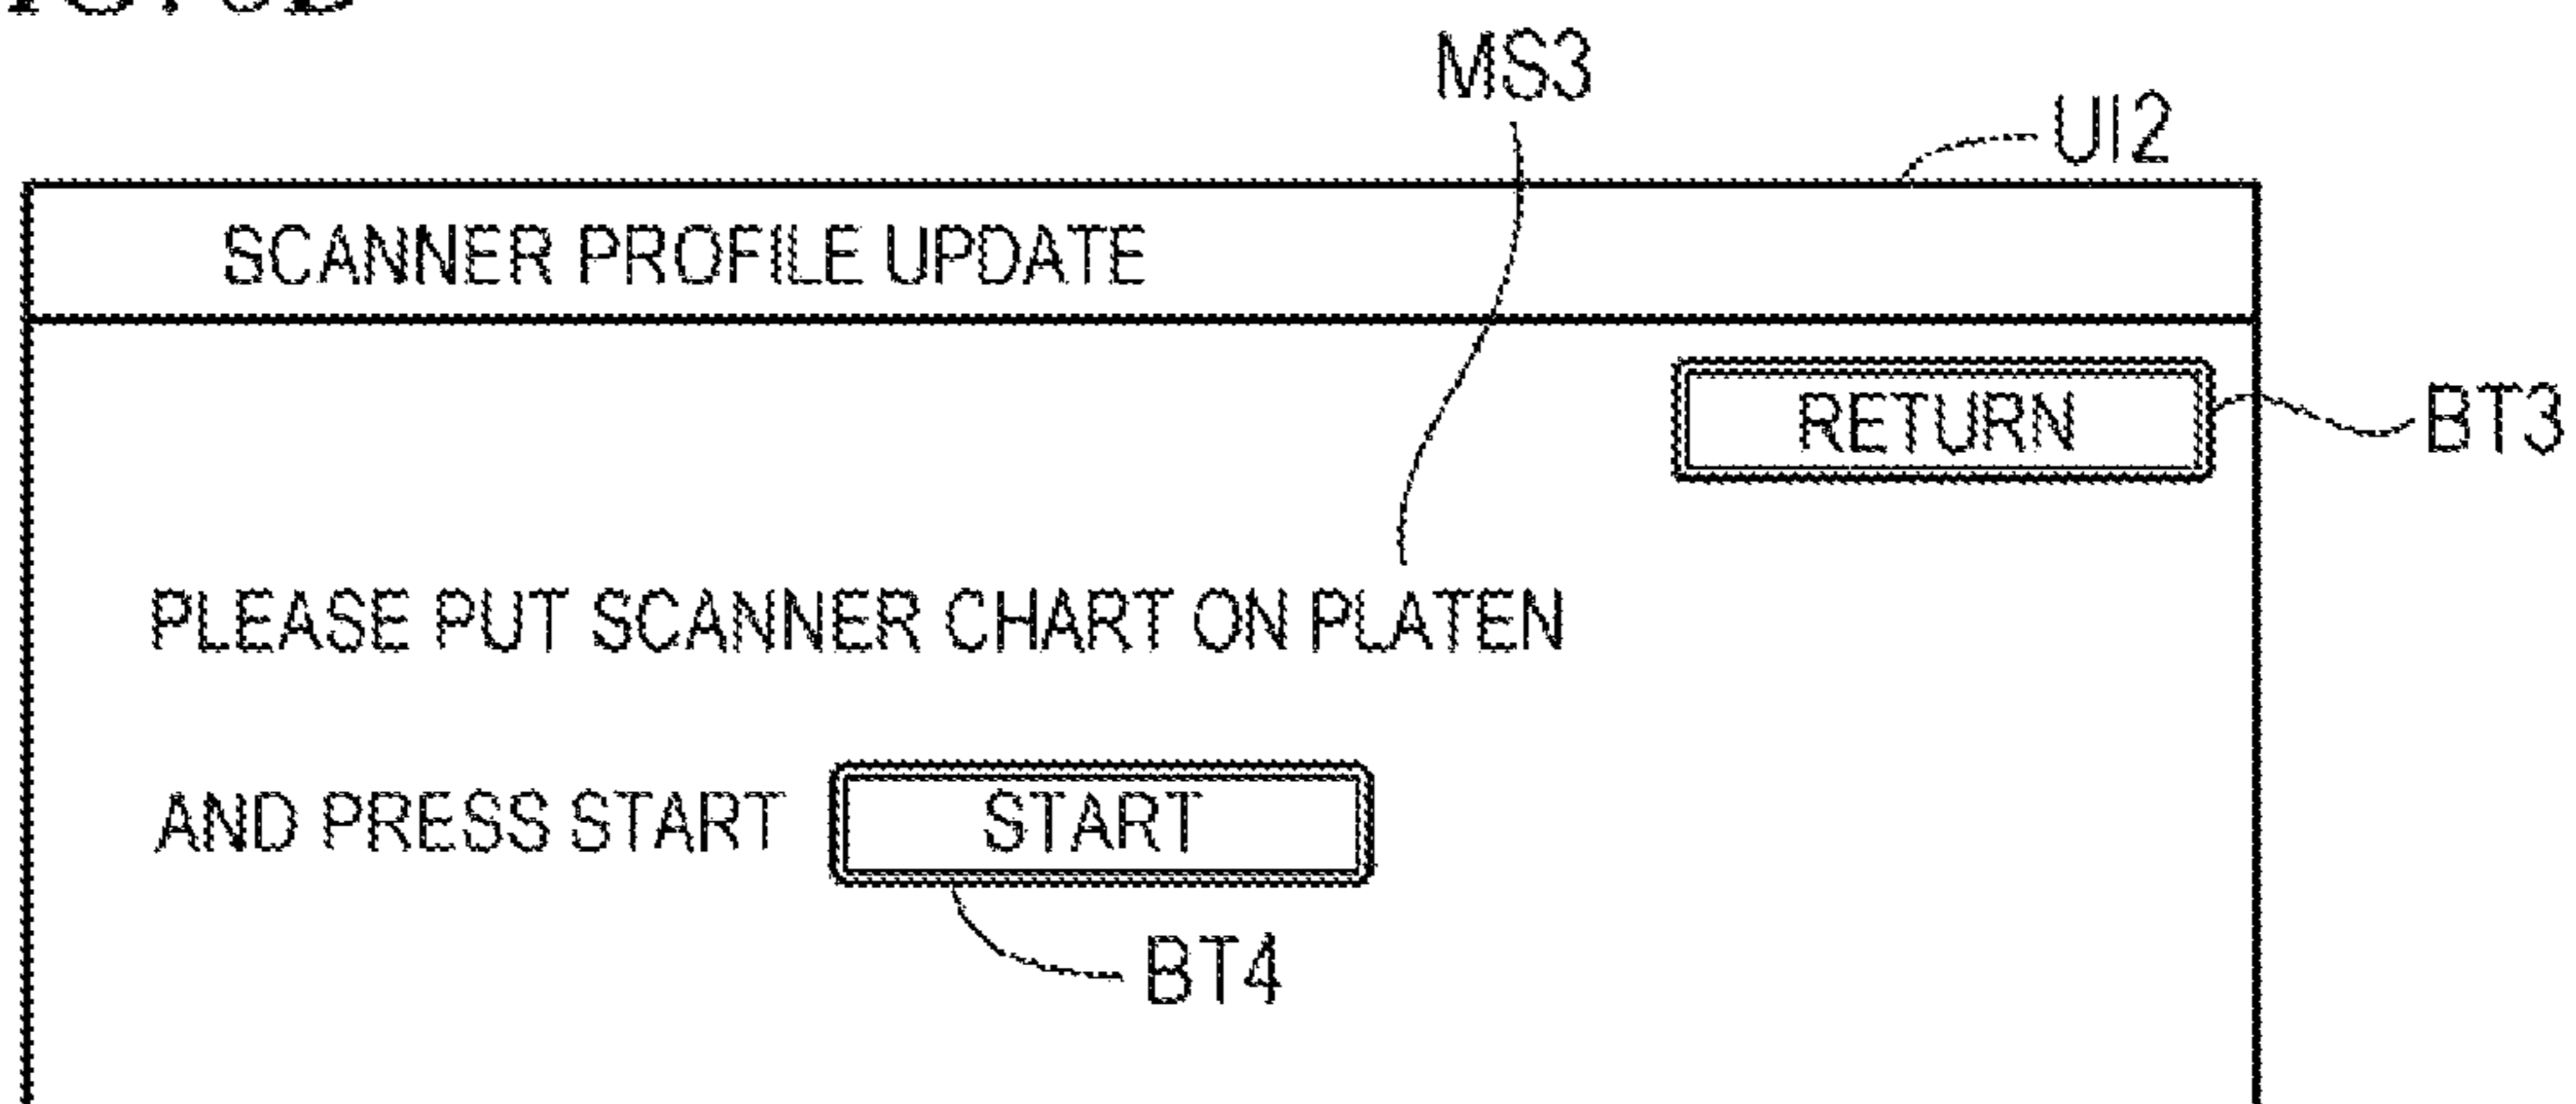 MS3
UI2
SCANNER PROFILE UPDATE
RETURN
BT3
PLEASE PUT SCANNER CHART ON PLATEN
AND PRESS START START
BT4